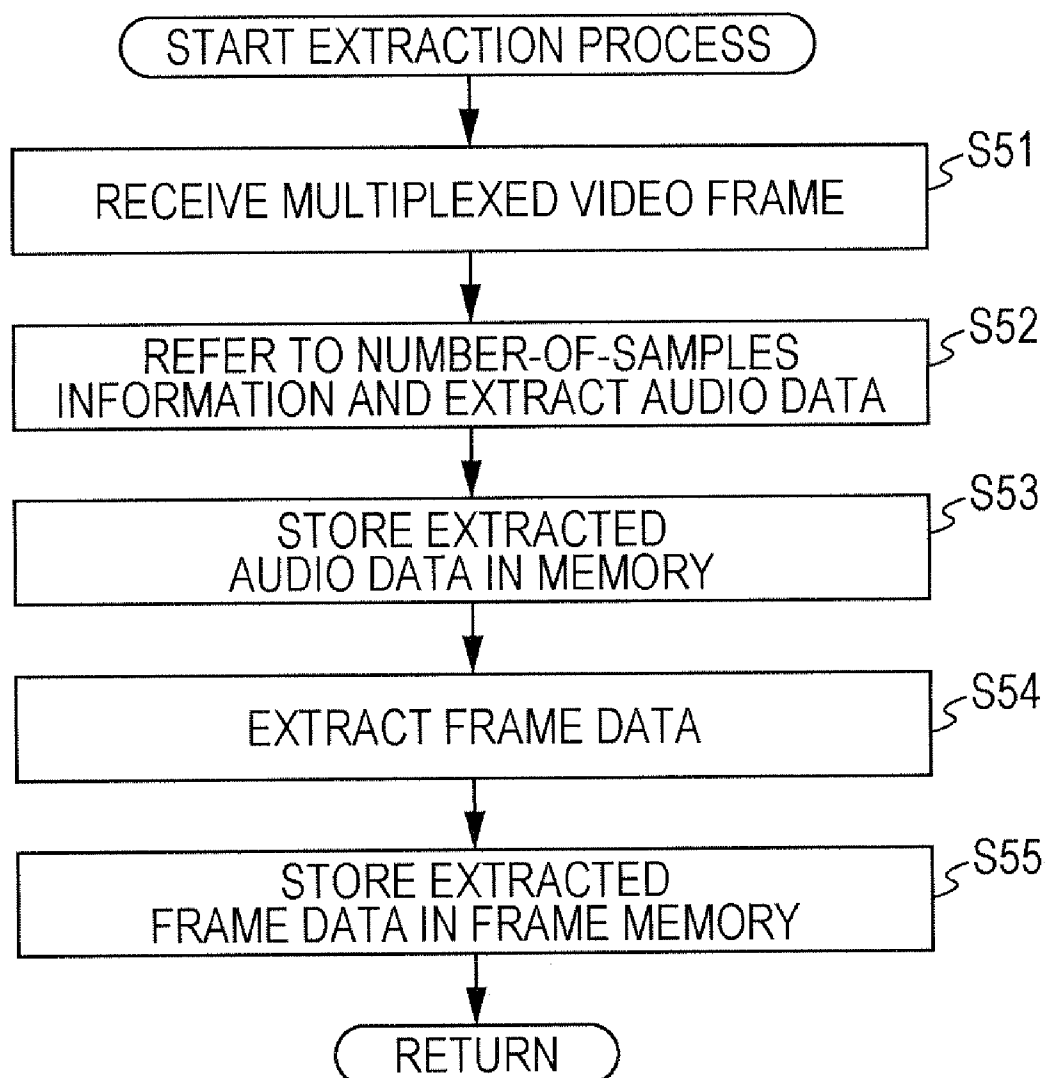 START EXTRACTION PROCESS
S51
RECEIVE MULTIPLEXED VIDEO FRAME
S52
REFER TO NUMBER-OF-SAMPLES
INFORMATION AND EXTRACT AUDIO DATA
S53
STORE EXTRACTED
AUDIO DATA IN MEMORY
S54
EXTRACT FRAME DATA
S55
STORE EXTRACTED
FRAME DATA IN FRAME MEMORY
RETURN